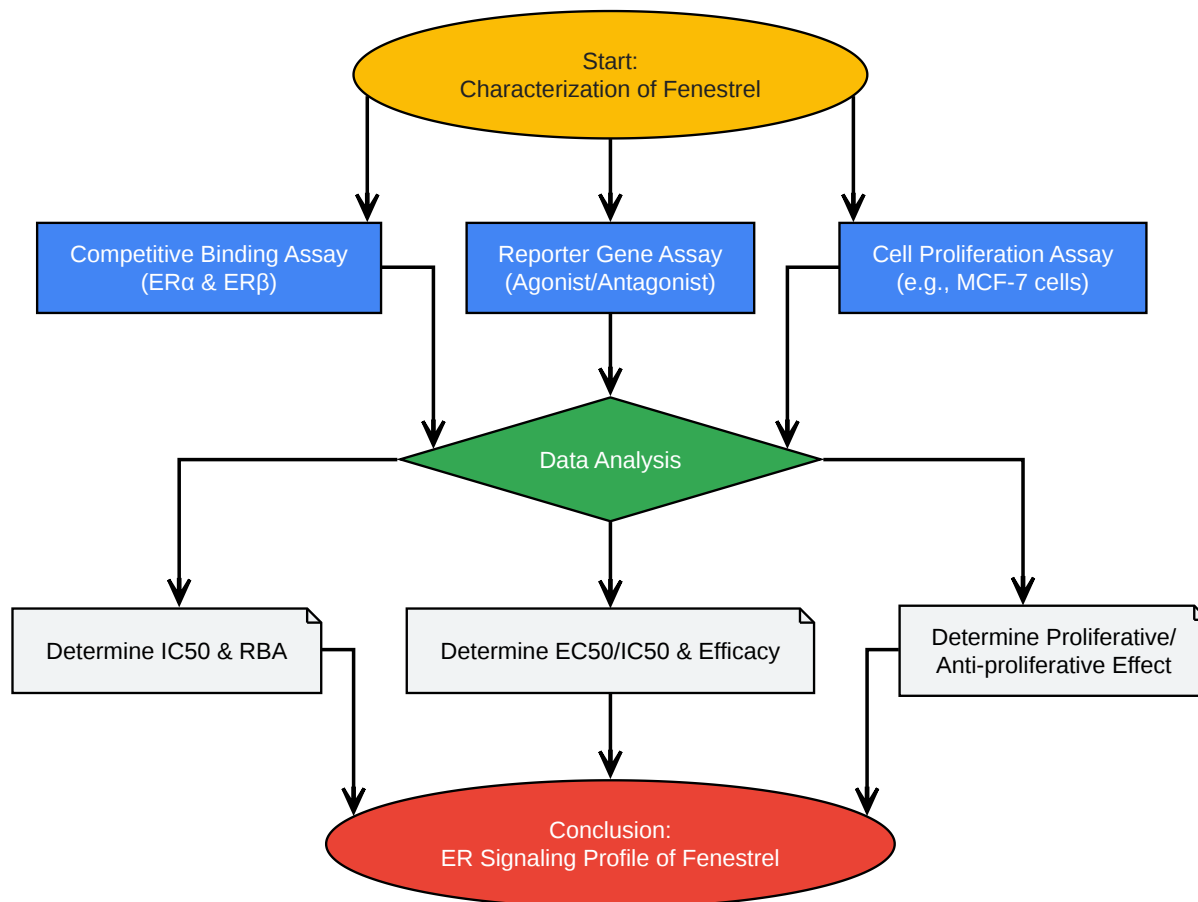 Start:
Characterization of Fenestrel
Competitive Binding Assay
(ERα & ERβ)
Reporter Gene Assay
(Agonist/Antagonist)
Cell Proliferation Assay
(e.g., MCF-7 cells)
Data Analysis
Determine IC50 & RBA
Determine EC50/IC50 & Efficacy
Determine Proliferative/
Anti-proliferative Effect
Conclusion:
ER Signaling Profile of Fenestrel